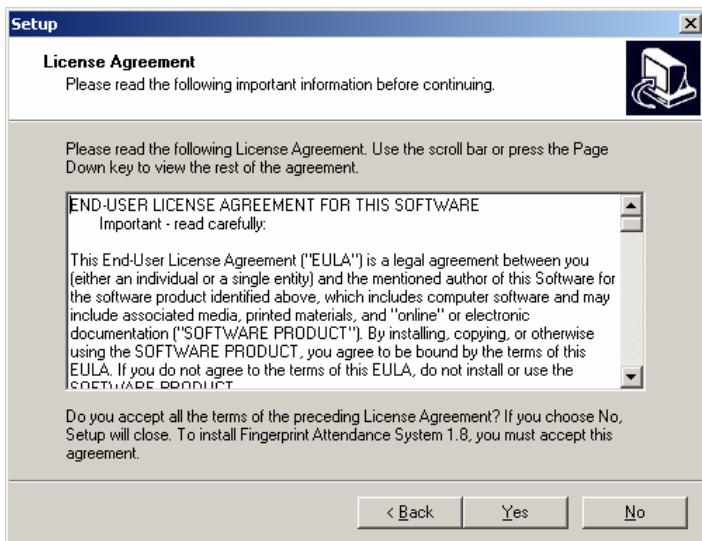 Setup
License Agreement
Please read the following important information before continuing.
Please read the following License Agreement. Use the scroll bar or press the Page
Down key to view the rest of the agreement.
END-USER LICENSE AGREEMENT FOR THIS SOFTWARE
Important - read carefully:
This End-User License Agreement ("EULA") is a legal agreement between you
(either an individual or a single entity) and the mentioned author of this Software for
the software product identified above, which includes computer software and may
include associated media, printed materials, and "online" or electronic
documentation ("SOFTWARE PRODUCT"). By installing, copying, or otherwise
using the SOFTWARE PRODUCT, you agree to be bound by the terms of this
EULA. If you do not agree to the terms of this EULA, do not install or use the
SOFTWARE PRODUCT
Do you accept all the terms of the preceding License Agreement? If you choose No,
Setup will close. To install Fingerprint Attendance System 1.8, you must accept this
agreement.
< Back
Yes
No